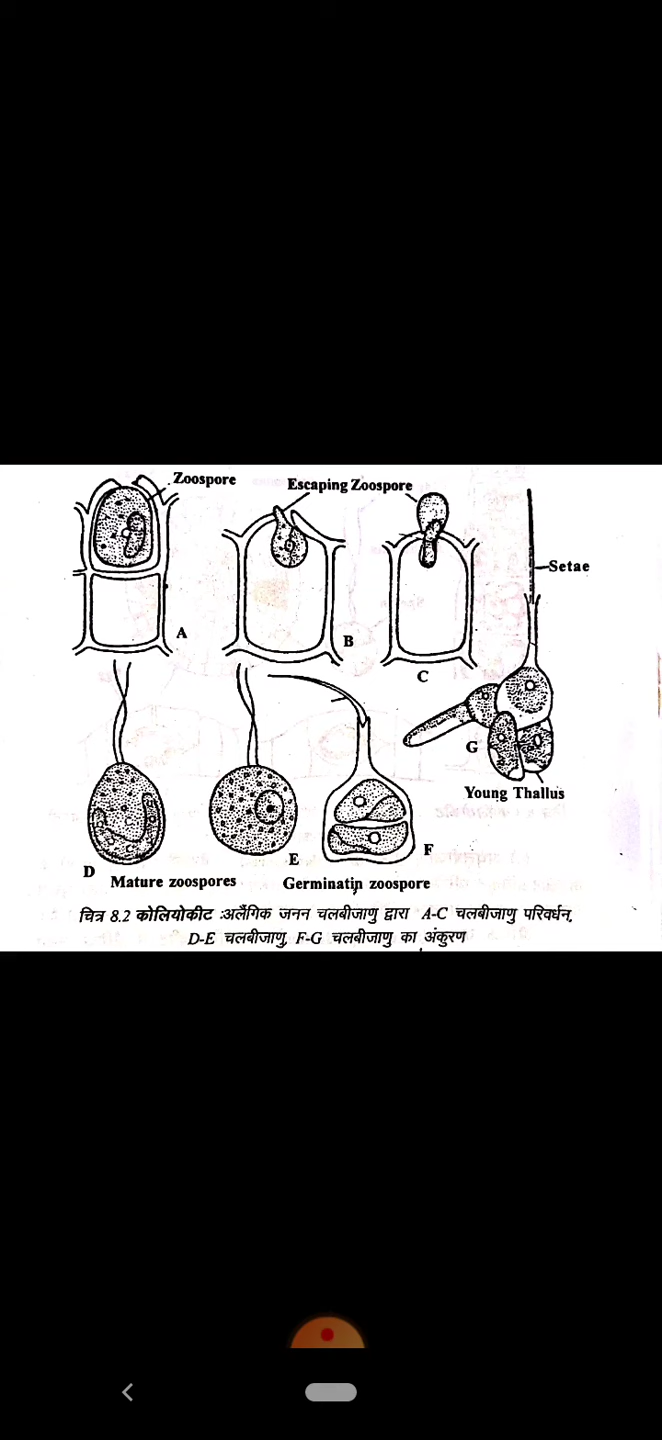 Zoospore
Escaping Zoospore
Setae
A
B
C
G
Young Thallus
D
E
F
Mature zoospores
Germinatin zoospore
चित्र 8.2 कोलियोकीट :अलैंगिक जनन चलबीजाणु द्वारा A-C चलबीजाणु परिवर्धन,
D-E चलबीजाणु, F-G चलबीजाणु का अंकुरण